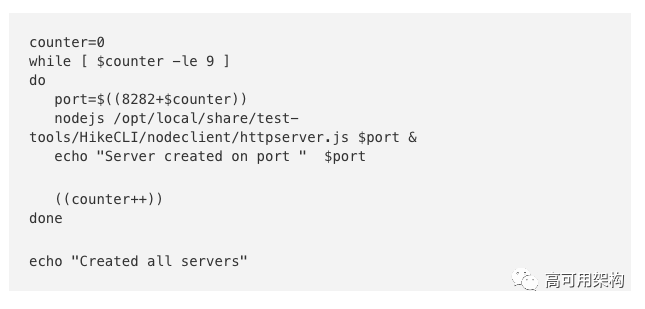 counter=0
while [ $counter -le 9 ]
do
   port=$((8282+$counter))
   nodejs /opt/local/share/test-
tools/HikeCLI/nodeclient/httpserver.js $port &
   echo "Server created on port "  $port
   ((counter++))
done
echo "Created all servers"
高可用架构